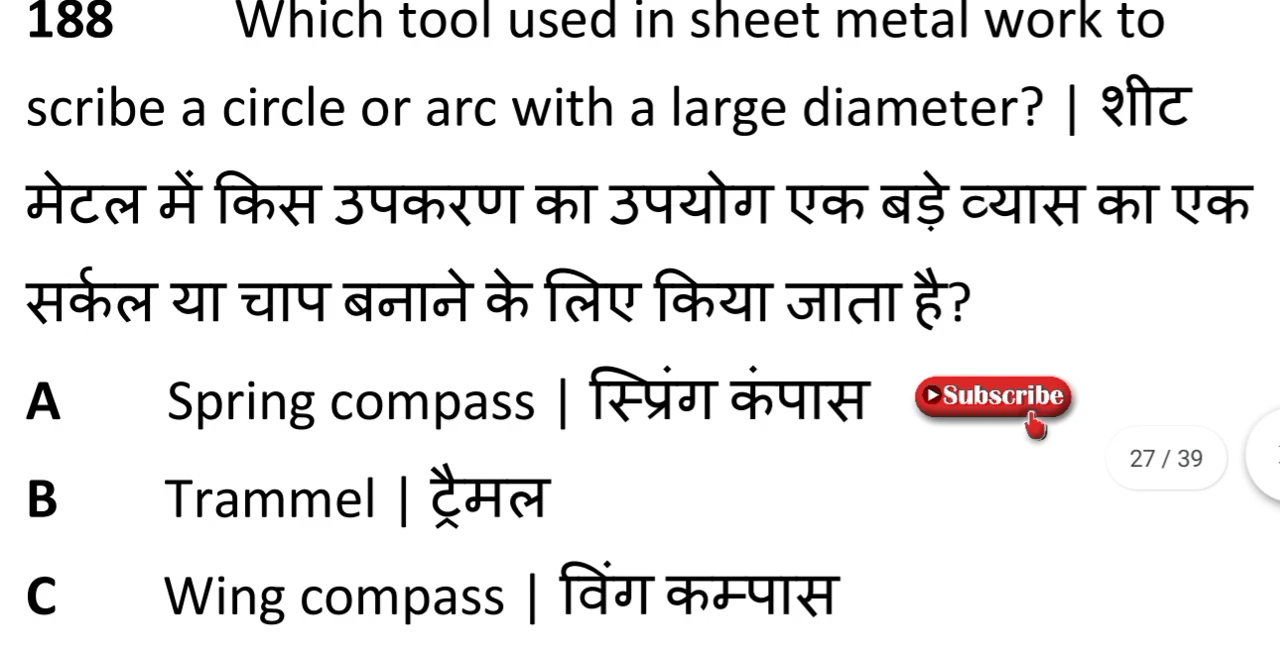 188 Which tool used in sheet metal work to
scribe a circle or arc with a large diameter? | शीट
मेटल में किस उपकरण का उपयोग एक बड़े व्यास का एक
सर्कल या चाप बनाने के लिए किया जाता है?
A Spring compass | स्प्रिंग कंपास Subscribe
27 / 39
B Trammel | ट्रैमल
C Wing compass | विंग कम्पास